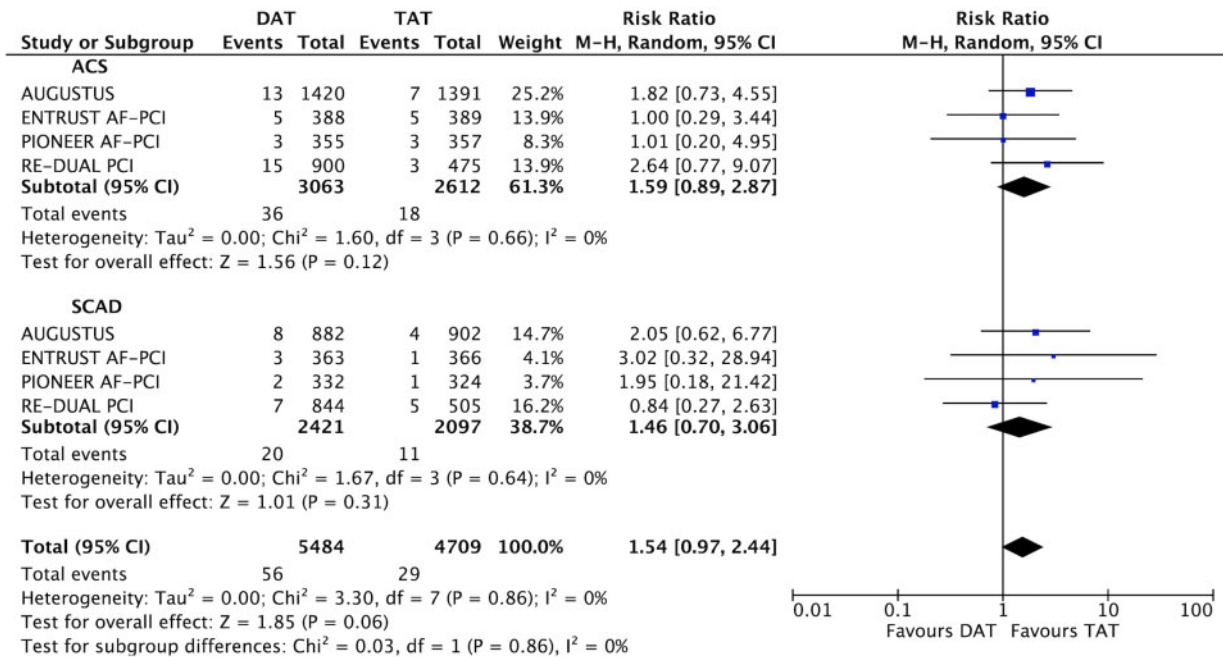 DAT TAT Risk Ratio Risk Ratio
Study or Subgroup Events Total Events Total Weight M-H, Random, 95% CI M-H, Random, 95% CI
ACS
AUGUSTUS 13 1420 7 1391 25.2% 1.82 [0.73, 4.55]
ENTRUST AF-PCI 5 388 5 389 13.9% 1.00 [0.29, 3.44]
PIONEER AF-PCI 3 355 3 357 8.3% 1.01 [0.20, 4.95]
RE-DUAL PCI 15 900 3 475 13.9% 2.64 [0.77, 9.07]
Subtotal (95% CI) 3063 2612 61.3% 1.59 [0.89, 2.87]
Total events 36 18
Heterogeneity: Tau² = 0.00; Chi² = 1.60, df = 3 (P = 0.66); I² = 0%
Test for overall effect: Z = 1.56 (P = 0.12)
SCAD
AUGUSTUS 8 882 4 902 14.7% 2.05 [0.62, 6.77]
ENTRUST AF-PCI 3 363 1 366 4.1% 3.02 [0.32, 28.94]
PIONEER AF-PCI 2 332 1 324 3.7% 1.95 [0.18, 21.42]
RE-DUAL PCI 7 844 5 505 16.2% 0.84 [0.27, 2.63]
Subtotal (95% CI) 2421 2097 38.7% 1.46 [0.70, 3.06]
Total events 20 11
Heterogeneity: Tau² = 0.00; Chi² = 1.67, df = 3 (P = 0.64); I² = 0%
Test for overall effect: Z = 1.01 (P = 0.31)
Total (95% CI) 5484 4709 100.0% 1.54 [0.97, 2.44]
Total events 56 29
Heterogeneity: Tau² = 0.00; Chi² = 3.30, df = 7 (P = 0.86); I² = 0%
Test for overall effect: Z = 1.85 (P = 0.06)
Test for subgroup differences: Chi² = 0.03, df = 1 (P = 0.86), I² = 0%
0.01 0.1 1 10 100
Favours DAT Favours TAT